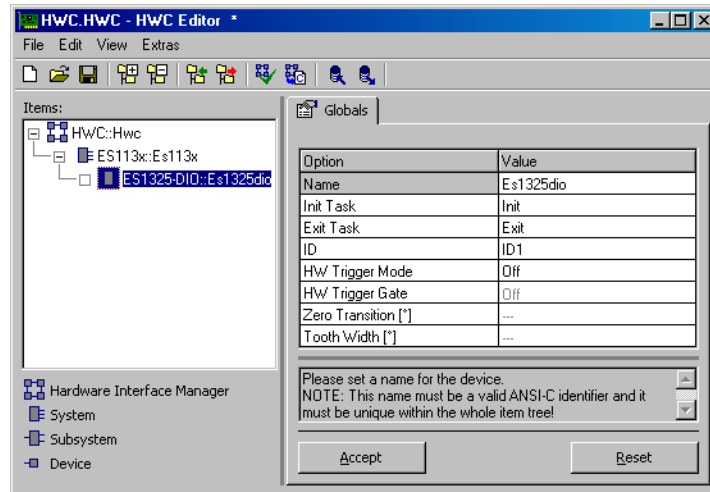 HWC.HWC - HWC Editor *
File Edit View Extras
Items:
HWC::Hwc
ES113x::Es113x
ES1325-DIO::Es1325dio
Hardware Interface Manager
System
Subsystem
Device
Globals
Option Value
Name Es1325dio
Init Task Init
Exit Task Exit
ID ID1
HW Trigger Mode Off
HW Trigger Gate Off
Zero Transition [°] ---
Tooth Width [°] ---
Please set a name for the device.
NOTE: This name must be a valid ANSI-C identifier and it
must be unique within the whole item tree!
Accept Reset